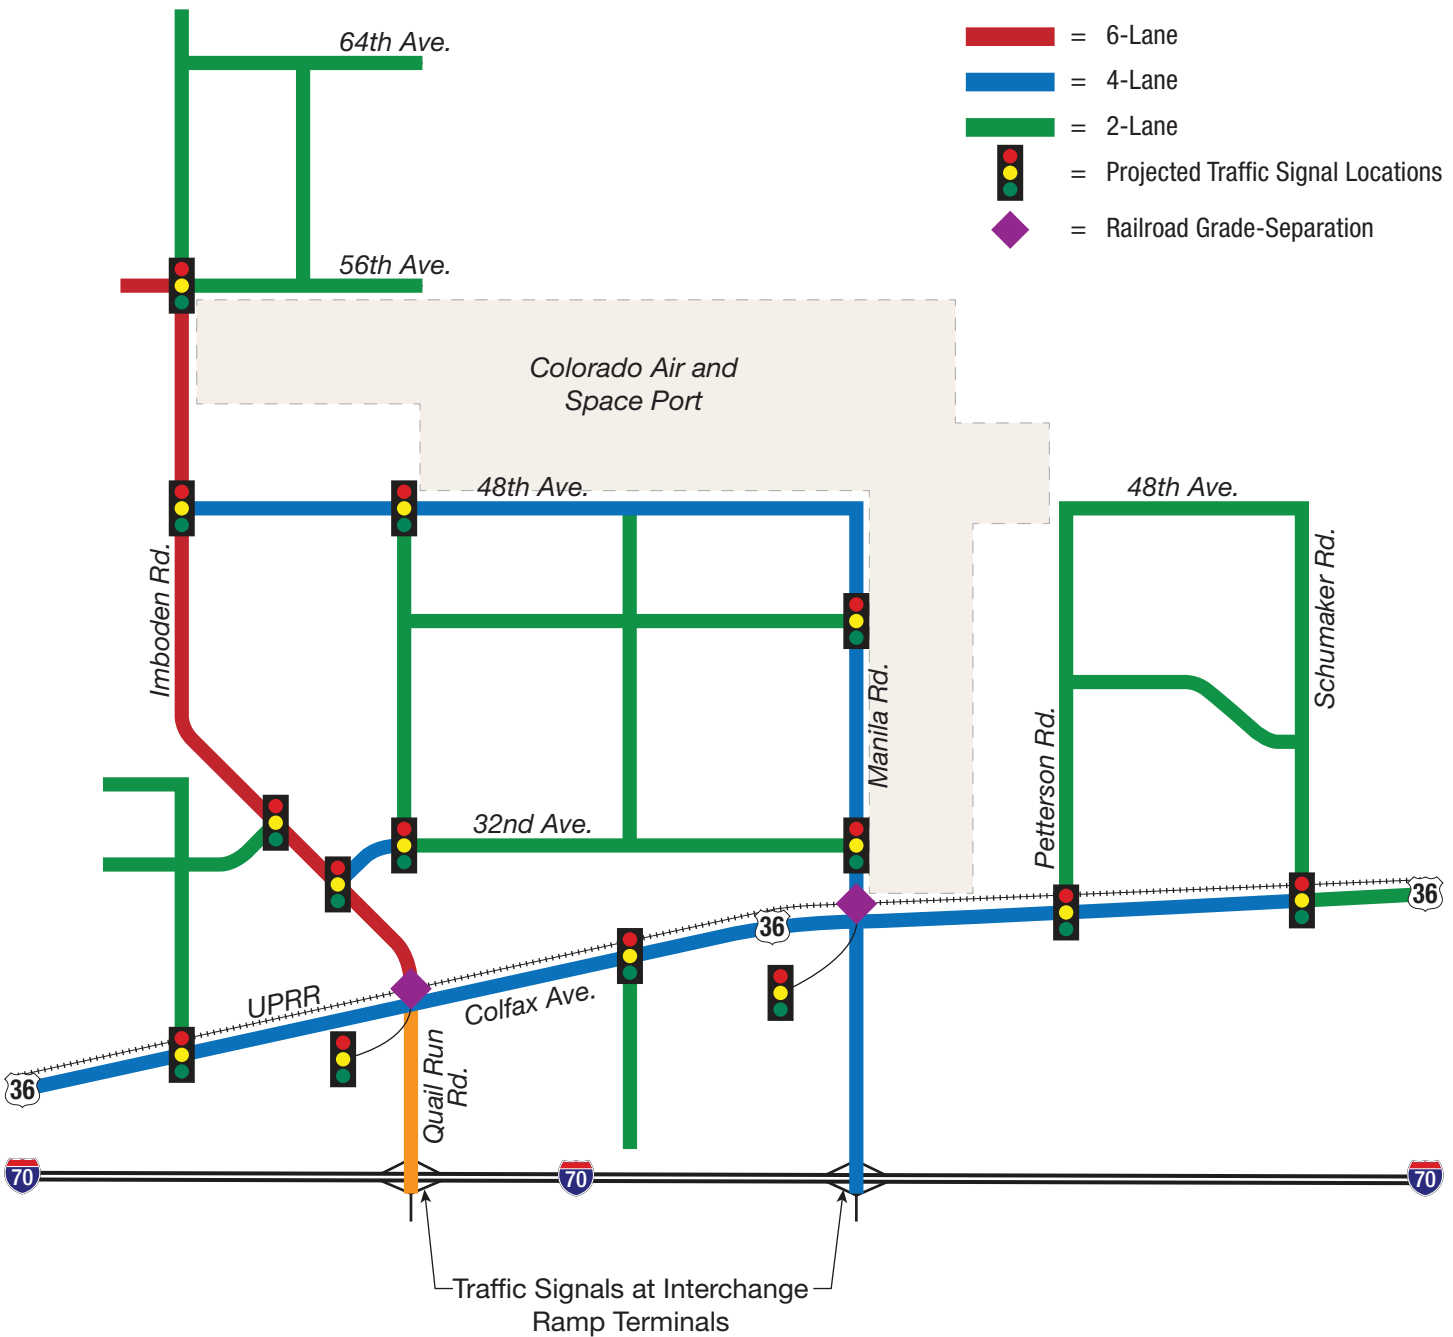 64th Ave.
= 6-Lane
= 4-Lane
= 2-Lane
= Projected Traffic Signal Locations
= Railroad Grade-Separation
56th Ave.
Colorado Air and
Space Port
48th Ave.
48th Ave.
Imboden Rd.
Manila Rd.
Petterson Rd.
Schumaker Rd.
32nd Ave.
36
36
UPRR
Colfax Ave.
Quail Run
Rd.
36
70
70
70
Traffic Signals at Interchange
Ramp Terminals